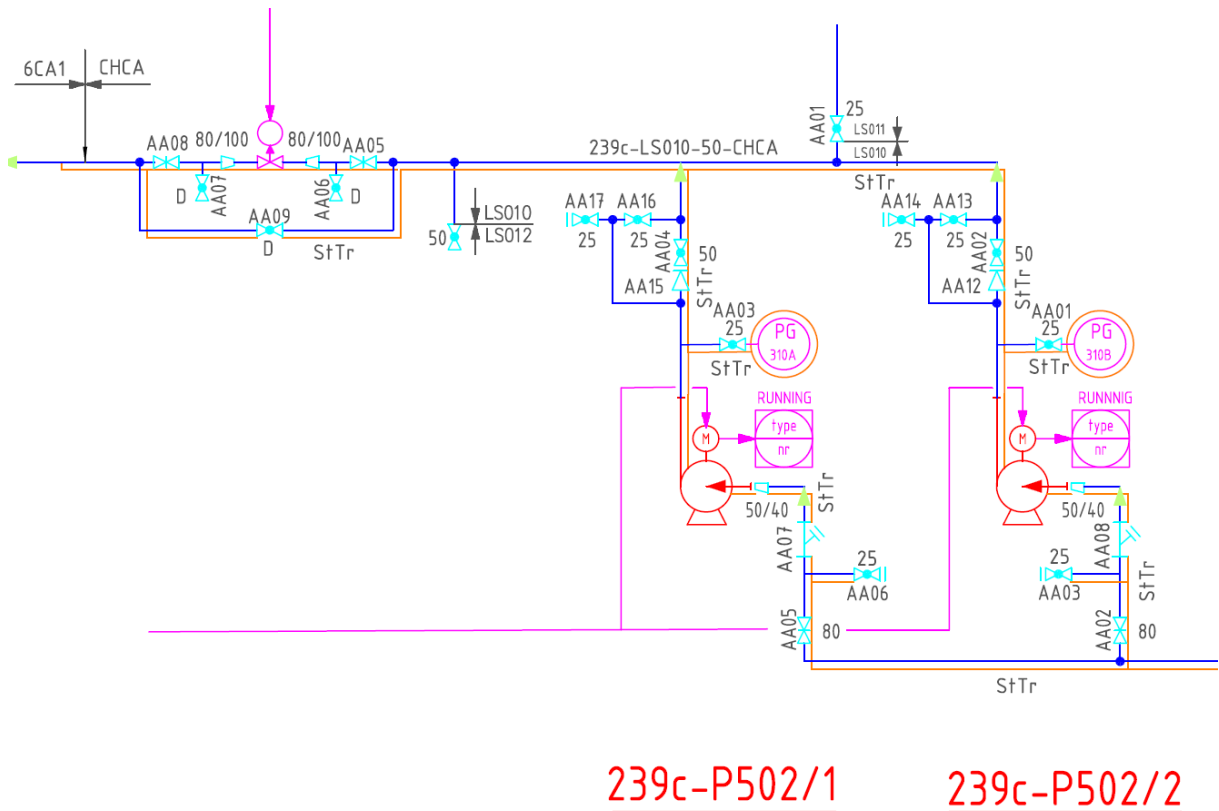 6CA1
CHCA
AA08
80/100
80/100
AA05
AA07
D
AA06
D
AA09
D
StTr
239c-LS010-50-CHCA
AA01
25
LS011
LS010
StTr
50
LS010
LS012
AA17
AA16
25
25
AA04
50
AA15
StTr
AA03
25
PG
310A
StTr
AA14
AA13
25
25
AA02
50
AA12
StTr
AA01
25
PG
310B
StTr
RUNNING
M
type
nr
RUNNNIG
M
type
nr
50/40
StTr
AA07
25
AA06
AA05
80
50/40
AA08
25
AA03
StTr
AA02
80
StTr
239c-P502/1
239c-P502/2